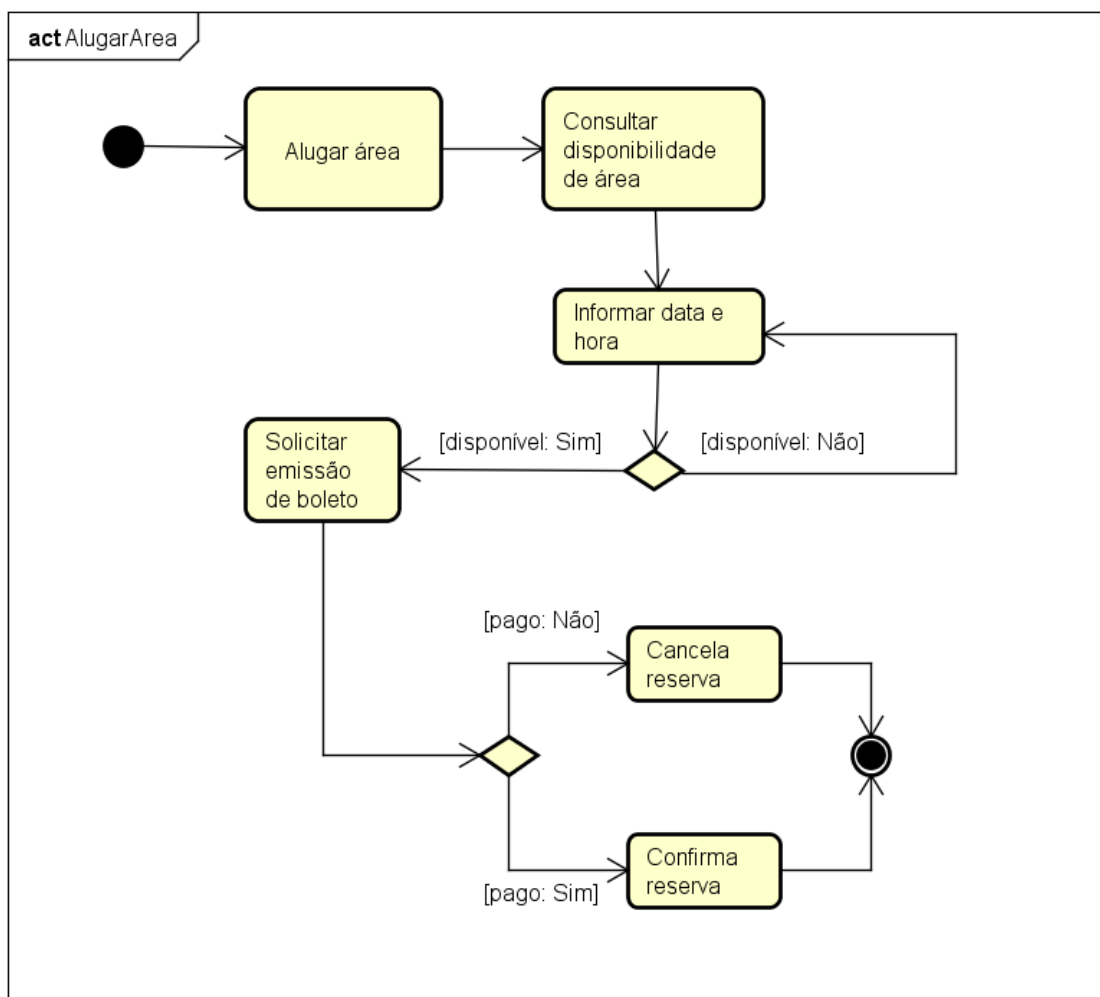 act AlugarArea
Alugar área
Consultar
disponibilidade
de área
Informar data e
hora
[disponível: Sim]
[disponível: Não]
Solicitar
emissão
de boleto
[pago: Não]
Cancela
reserva
Confirma
reserva
[pago: Sim]